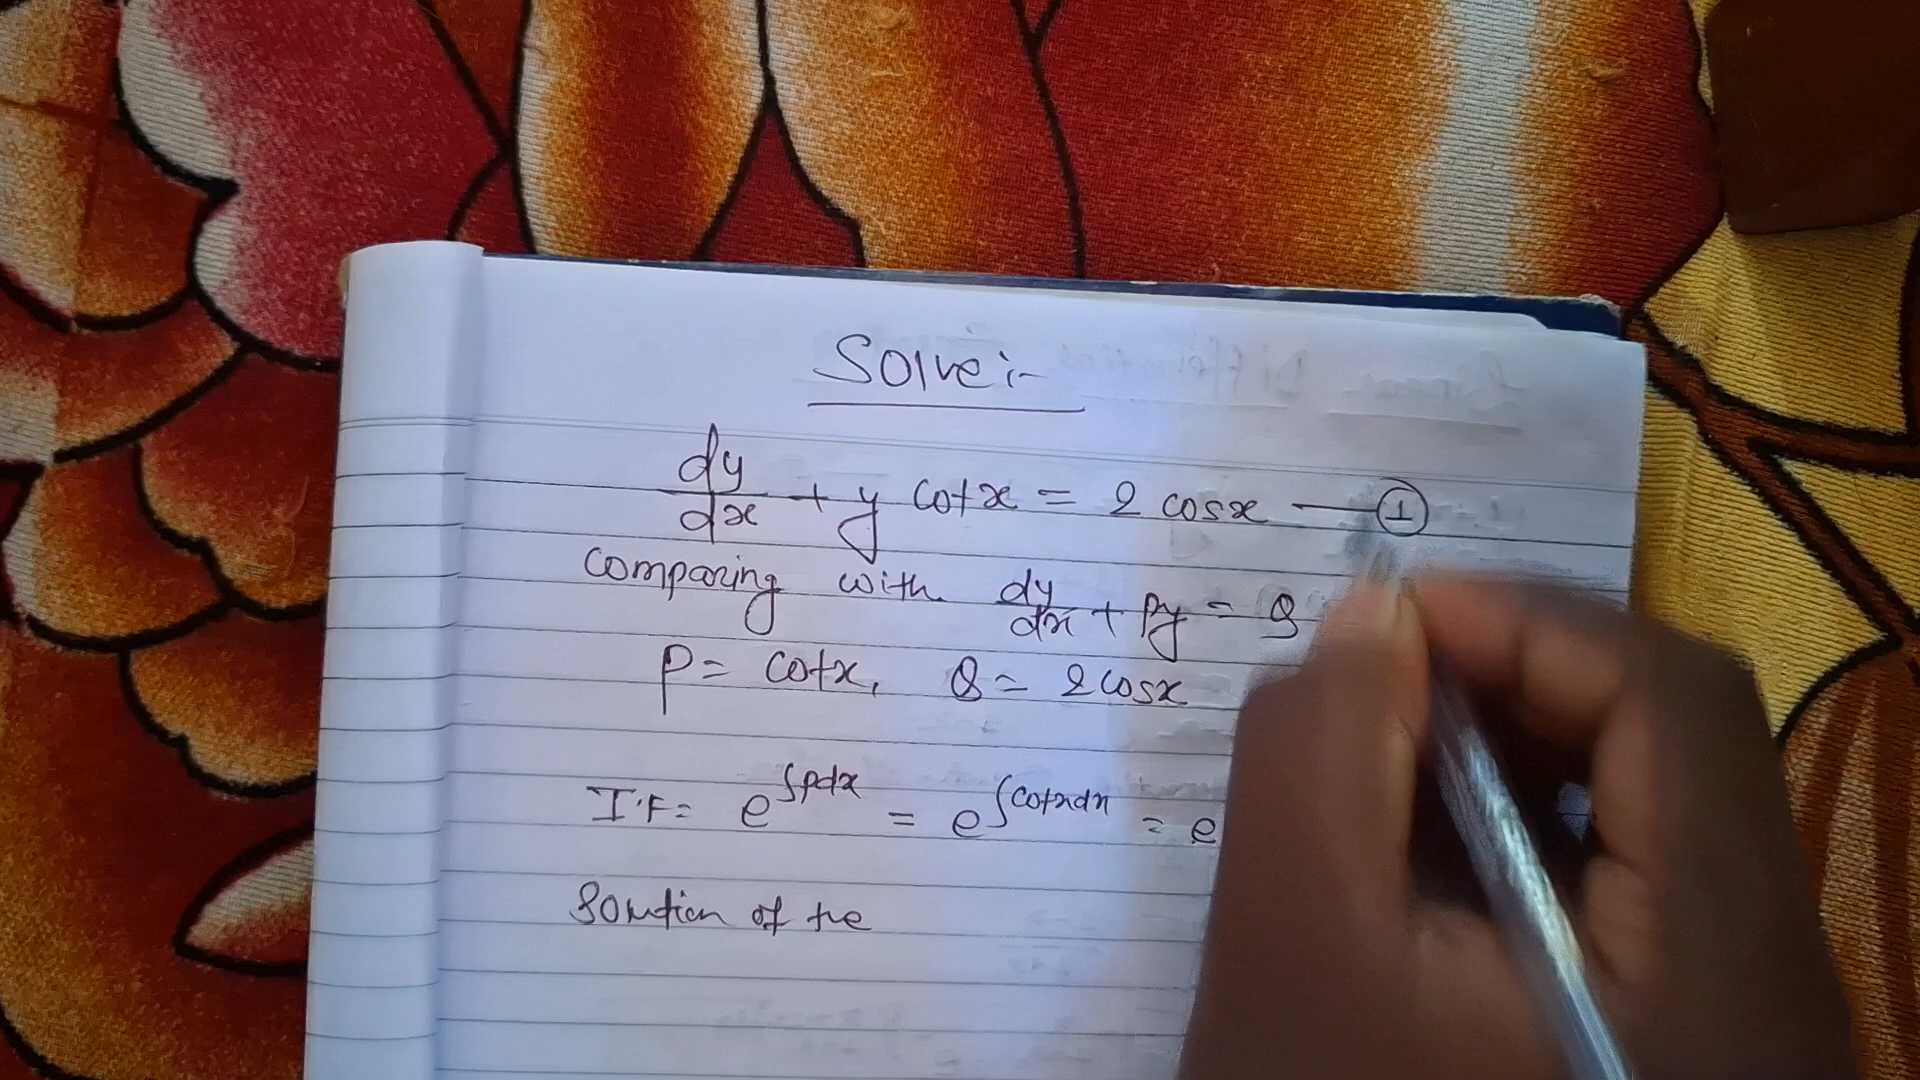 Solve:-
dy/dx + y cotx = 2 cosx — ①
Comparing with dy/dx + Py = Q
P = cotx, Q = 2cosx
I.F = e^∫pdx = e^∫cotxdx = e
Solution of the